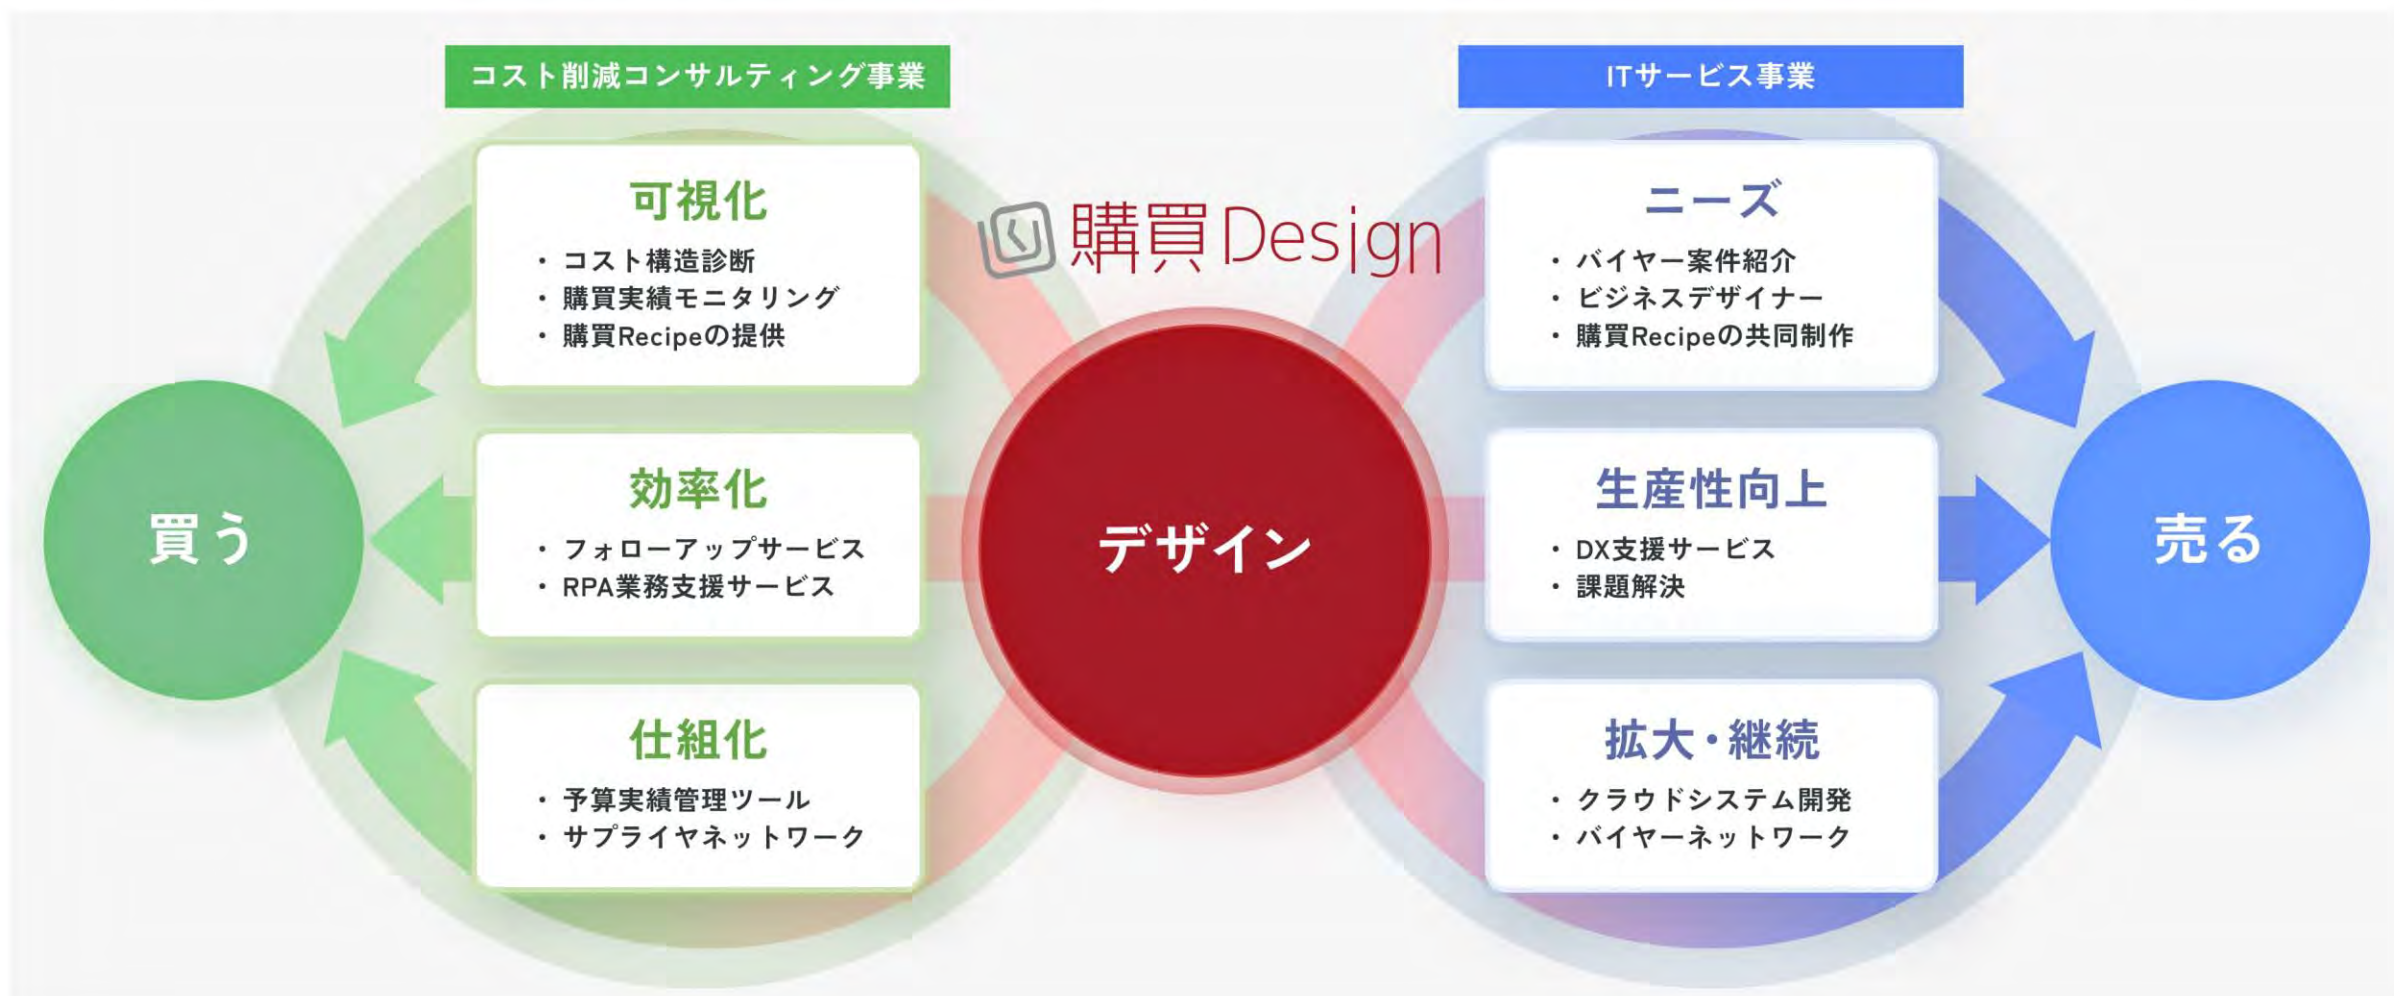 コスト削減コンサルティング事業
可視化
・コスト構造診断
・購買実績モニタリング
・購買Recipeの提供
効率化
・フォローアップサービス
・RPA業務支援サービス
仕組化
・予算実績管理ツール
・サプライヤネットワーク
買う
購買Design
デザイン
ITサービス事業
ニーズ
・バイヤー案件紹介
・ビジネスデザイナー
・購買Recipeの共同制作
生産性向上
・DX支援サービス
・課題解決
拡大・継続
・クラウドシステム開発
・バイヤーネットワーク
売る